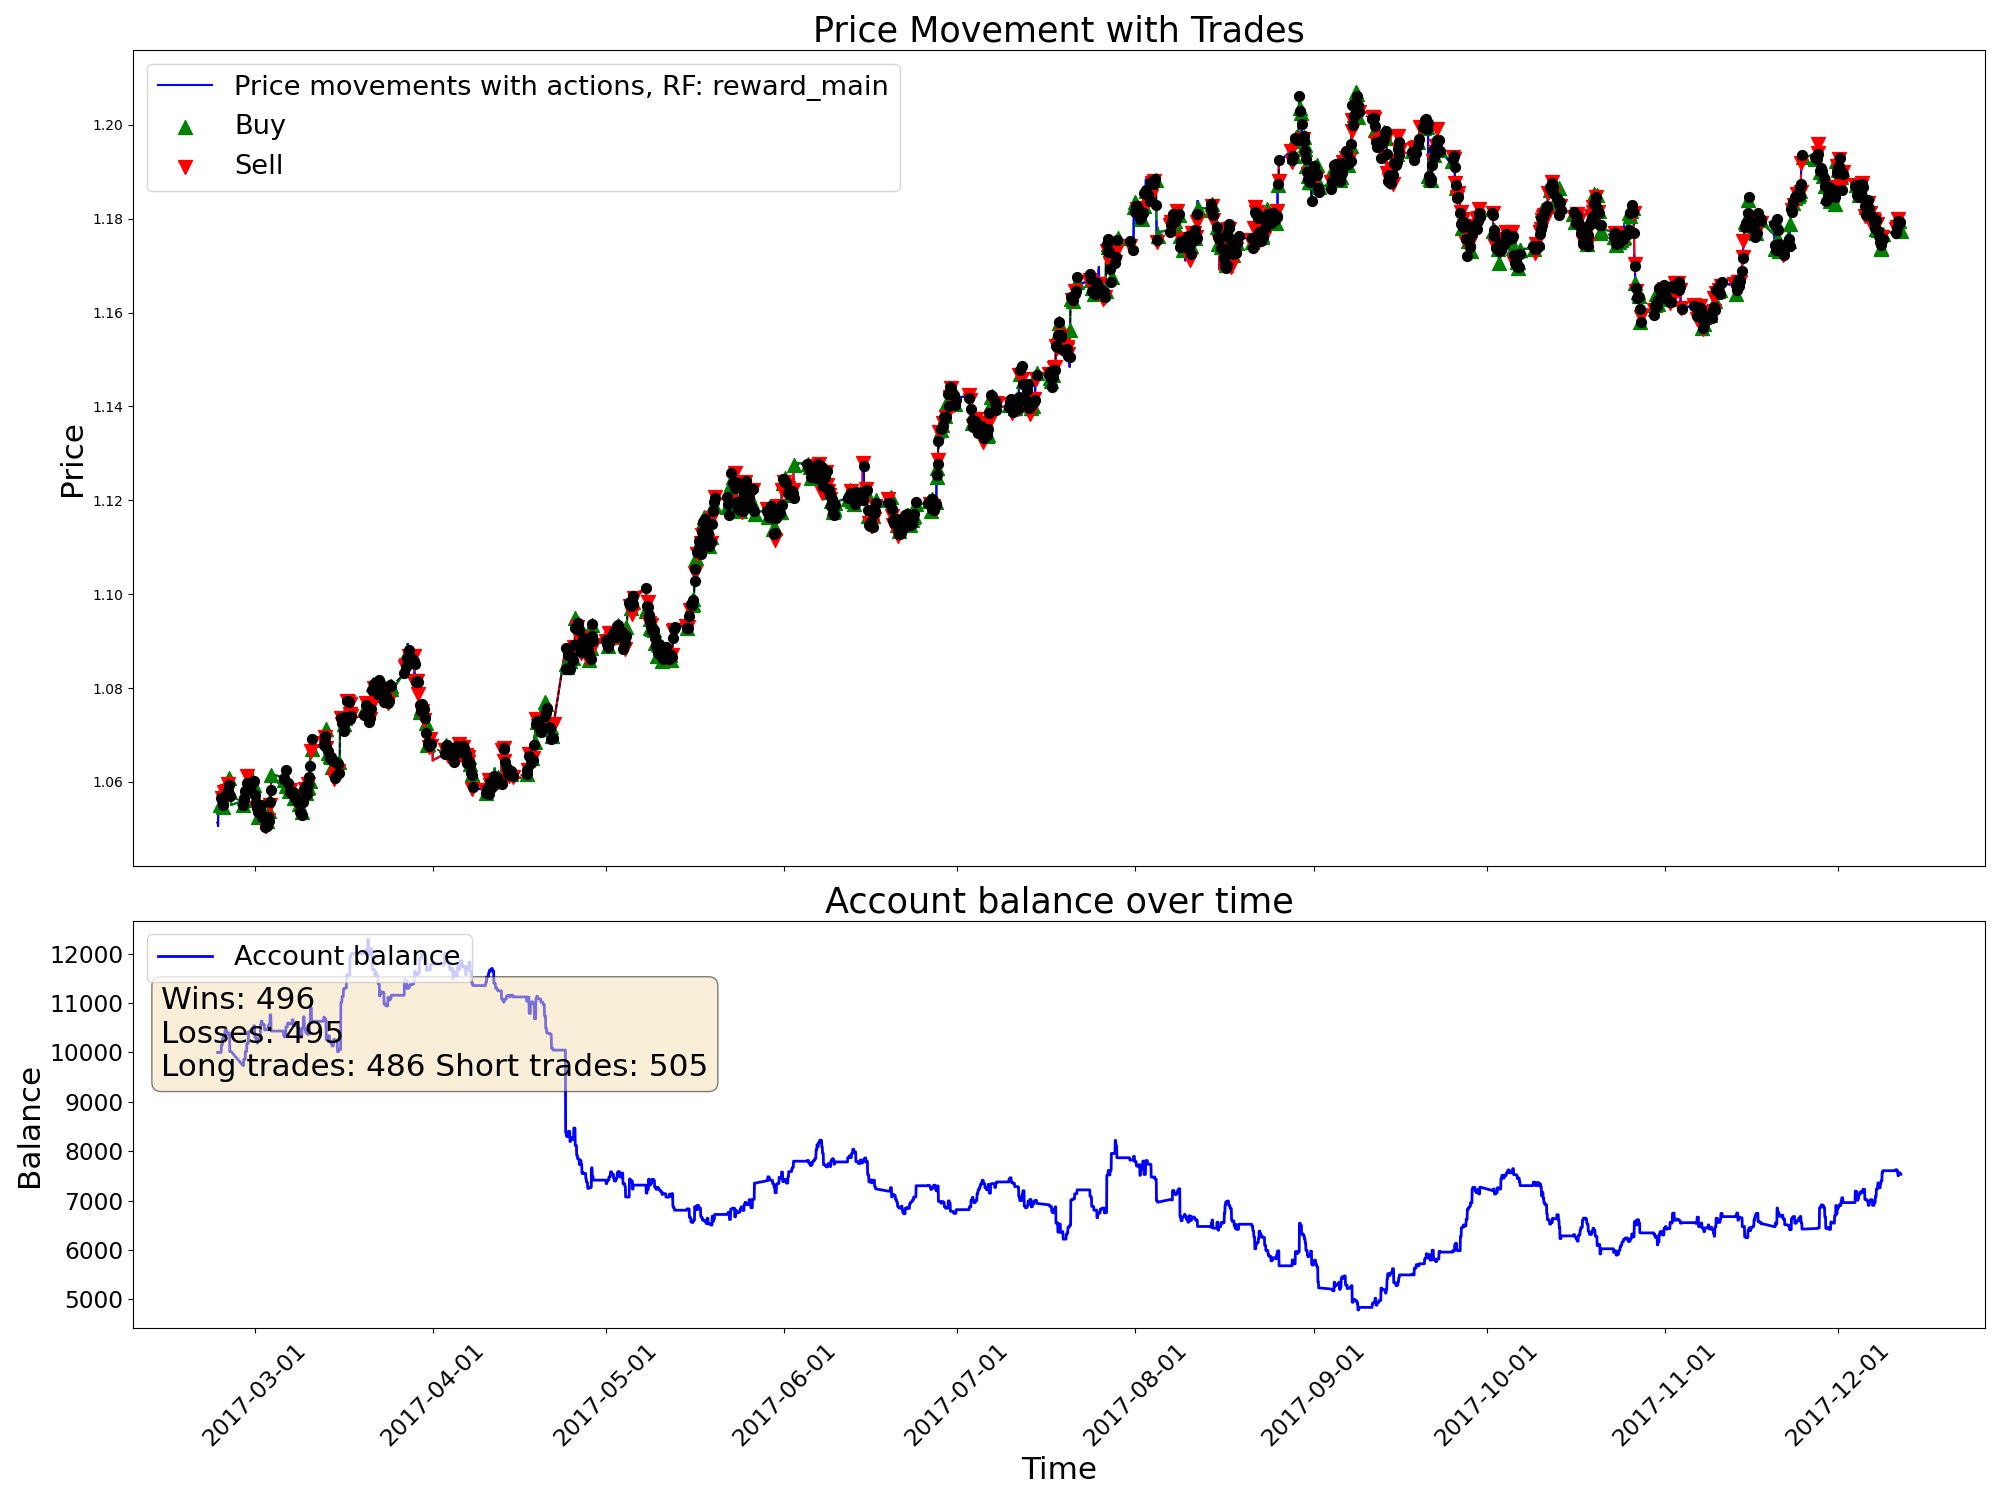 Price Movement with Trades
Price movements with actions, RF: reward_main
Buy
Sell
Price
1.20
1.18
1.16
1.14
1.12
1.10
1.08
1.06
Account balance over time
Account balance
Wins: 496
Losses: 495
Long trades: 486 Short trades: 505
Balance
12000
11000
10000
9000
8000
7000
6000
5000
2017-03-01
2017-04-01
2017-05-01
2017-06-01
2017-07-01
2017-08-01
2017-09-01
2017-10-01
2017-11-01
2017-12-01
Time